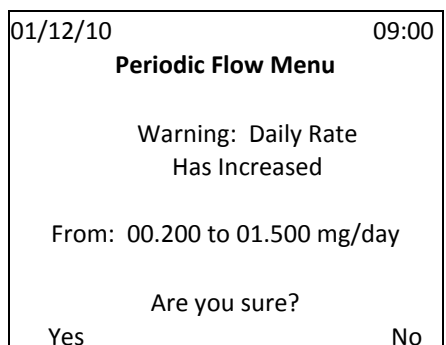 01/12/10 09:00
Periodic Flow Menu
Warning: Daily Rate
Has Increased
From: 00.200 to 01.500 mg/day
Are you sure?
Yes No